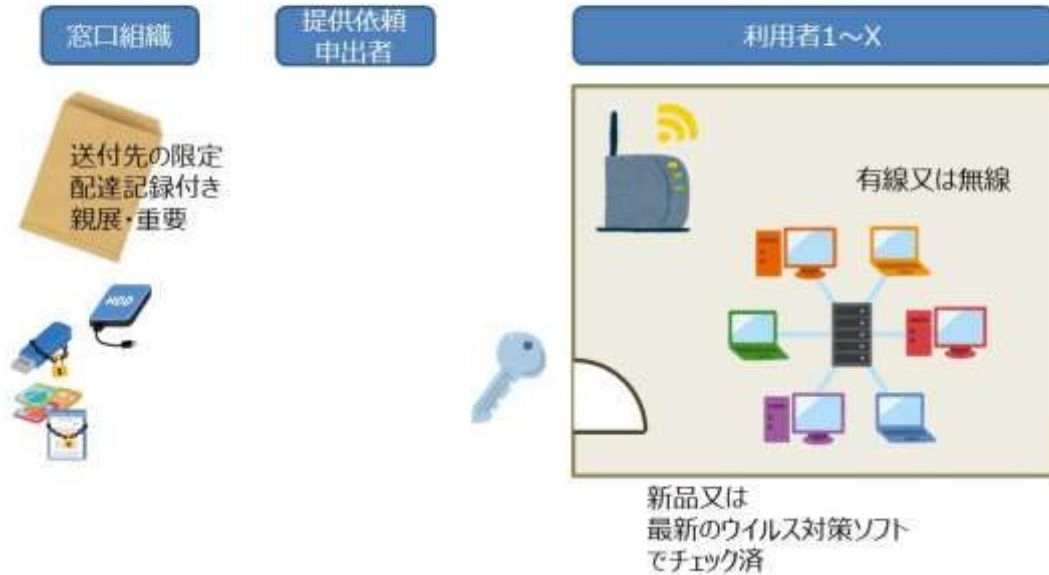 窓口組織
提供依頼
申出者
利用者1～X
送付先の限定
配達記録付き
親展・重要
HDD
有線又は無線
新品又は
最新のウイルス対策ソフト
でチェック済